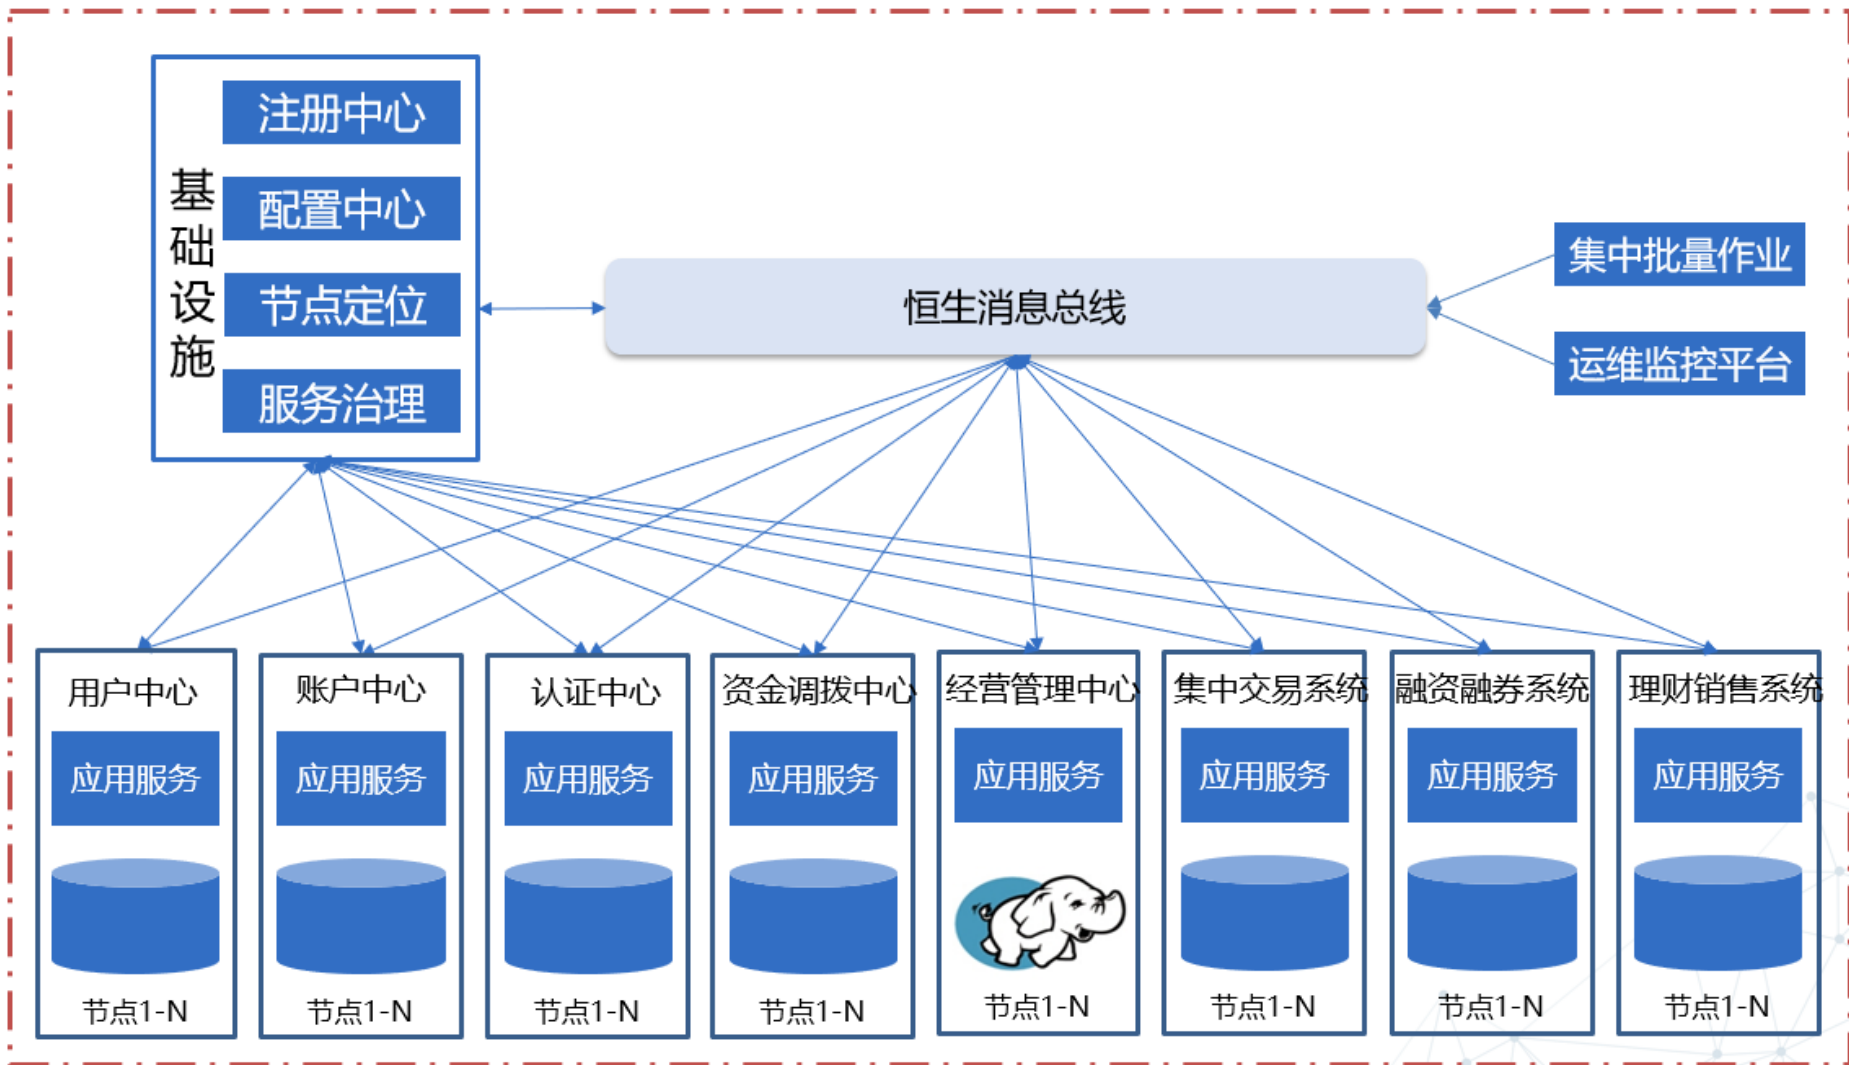 基础设施
注册中心
配置中心
节点定位
服务治理
恒生消息总线
集中批量作业
运维监控平台
用户中心
应用服务
节点1-N
账户中心
应用服务
节点1-N
认证中心
应用服务
节点1-N
资金调拨中心
应用服务
节点1-N
经营管理中心
应用服务
节点1-N
集中交易系统
应用服务
节点1-N
融资融券系统
应用服务
节点1-N
理财销售系统
应用服务
节点1-N